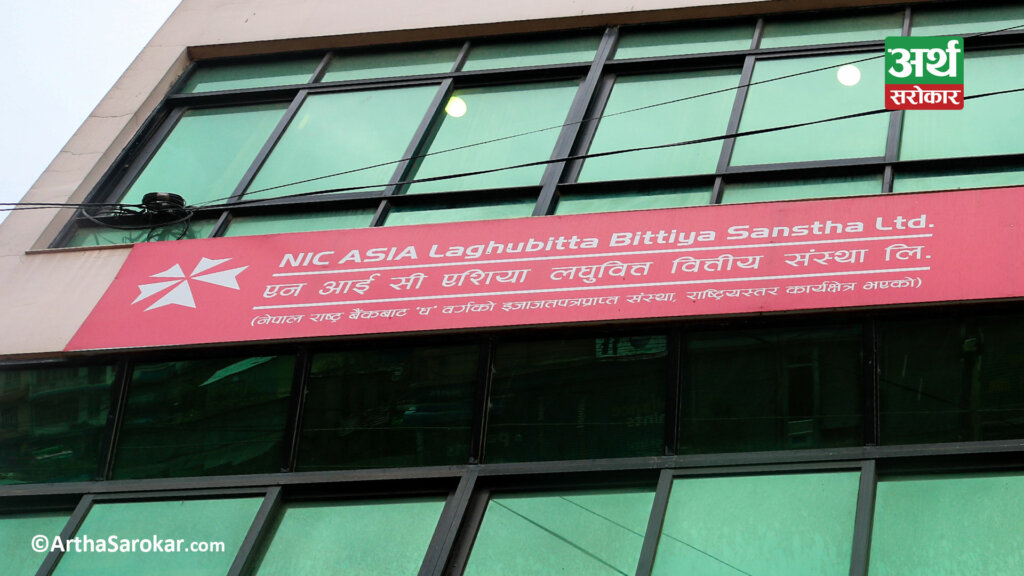 अर्थ
सरोकार
NIC ASIA Laghubitta Bittiya Sanstha Ltd.
एन आई सी एशिया लघुवित्त वित्तीय संस्था लि.
(नेपाल राष्ट्र बैंकबाट 'घ' वर्गको इजाजतपत्रप्राप्त संस्था, राष्ट्रियस्तर कार्यक्षेत्र भएको)
©ArthaSarokar.com